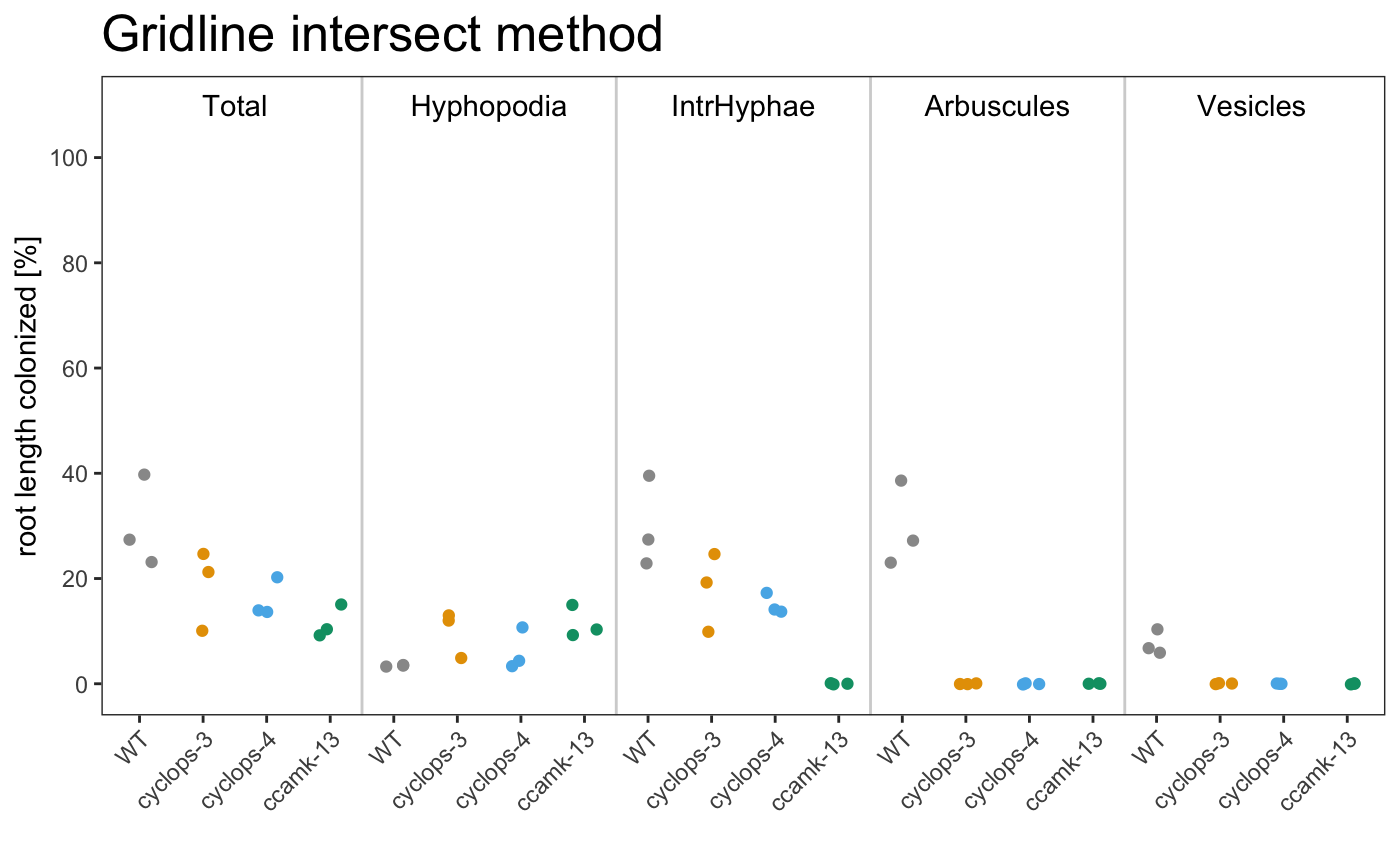 Gridline intersect method
Total Hyphopodia IntrHyphae Arbuscules Vesicles
root length colonized [%]
100
80
60
40
20
0
WT cyclops-3 cyclops-4 ccamk-13 WT cyclops-3 cyclops-4 ccamk-13 WT cyclops-3 cyclops-4 ccamk-13 WT cyclops-3 cyclops-4 ccamk-13 WT cyclops-3 cyclops-4 ccamk-13